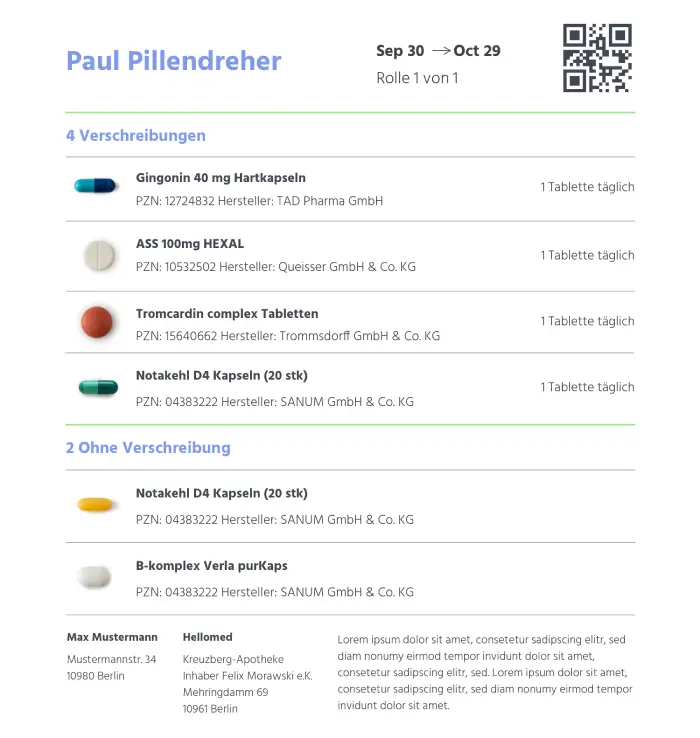 Paul Pillendreher
Sep 30 → Oct 29
Rolle 1 von 1
4 Verschreibungen
Gingonin 40 mg Hartkapseln
PZN: 12724832 Hersteller: TAD Pharma GmbH
1 Tablette täglich
ASS 100mg HEXAL
PZN: 10532502 Hersteller: Queisser GmbH & Co. KG
1 Tablette täglich
Tromcardin complex Tabletten
PZN: 15640662 Hersteller: Trommsdorff GmbH & Co. KG
1 Tablette täglich
Notakehl D4 Kapseln (20 stk)
PZN: 04383222 Hersteller: SANUM GmbH & Co. KG
1 Tablette täglich
2 Ohne Verschreibung
Notakehl D4 Kapseln (20 stk)
PZN: 04383222 Hersteller: SANUM GmbH & Co. KG
B-komplex Verla purKaps
PZN: 04383222 Hersteller: SANUM GmbH & Co. KG
Max Mustermann
Mustermannstr. 34
10980 Berlin
Hellomed
Kreuzberg-Apotheke
Inhaber Felix Morawski e.K.
Mehringdamm 69
10961 Berlin
Lorem ipsum dolor sit amet, consetetur sadipscing elitr, sed
diam nonumy eirmod tempor invidunt dolor sit amet,
consetetur sadipscing elitr, sed. Lorem ipsum dolor sit amet,
consetetur sadipscing elitr, sed diam nonumy eirmod tempor
invidunt dolor sit amet.